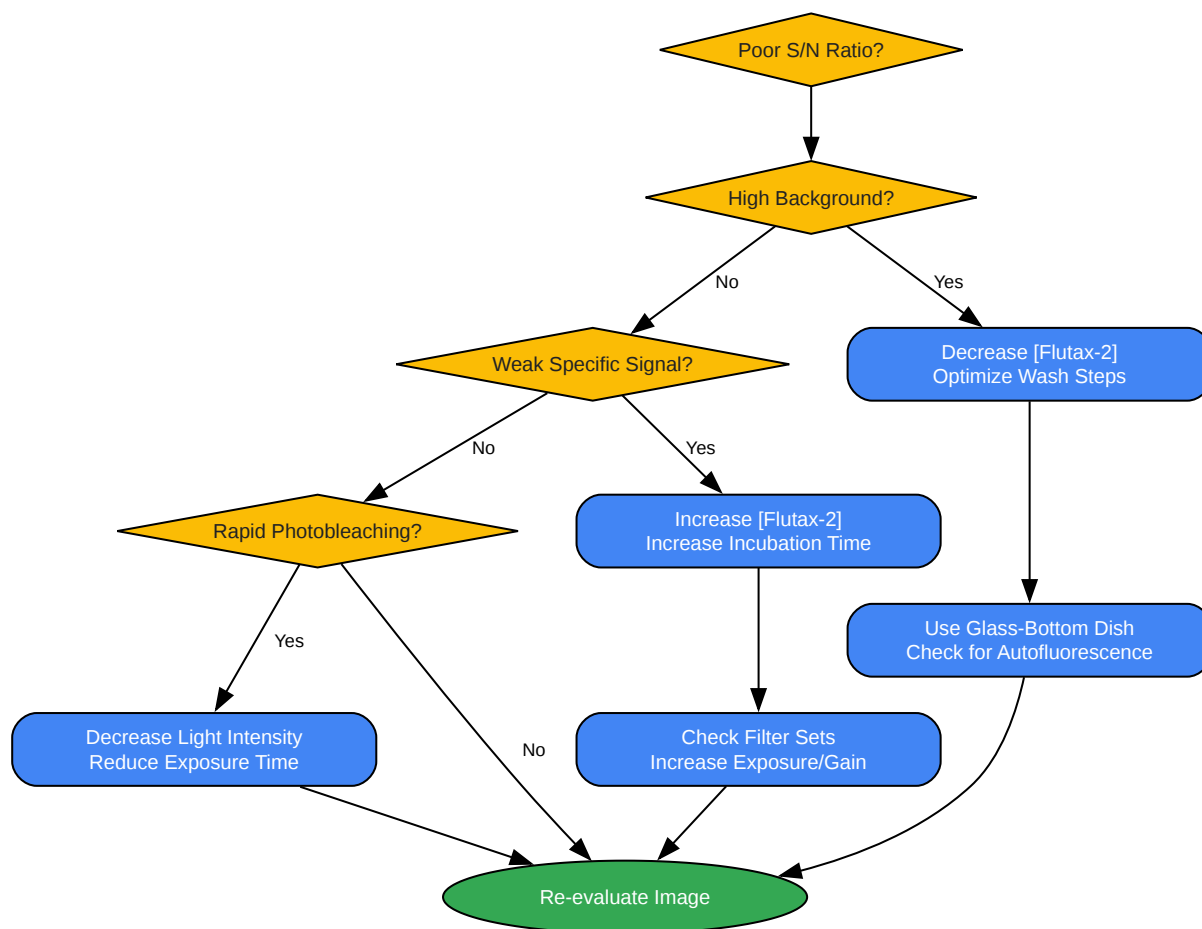 Poor S/N Ratio?
High Background?
No
Yes
Weak Specific Signal?
Decrease [Flutax-2]
Optimize Wash Steps
No
Yes
Rapid Photobleaching?
Increase [Flutax-2]
Increase Incubation Time
Use Glass-Bottom Dish
Check for Autofluorescence
Yes
No
Decrease Light Intensity
Reduce Exposure Time
Check Filter Sets
Increase Exposure/Gain
Re-evaluate Image